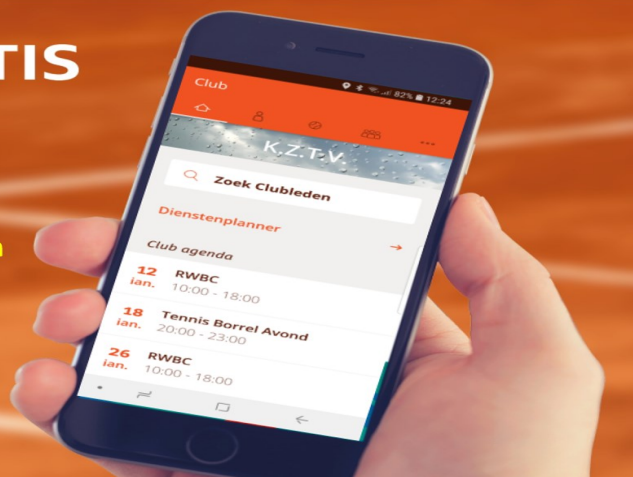 TIS
n
Club
82% 12:24
K.Z.T.V.
Zoek Clubleden
Dienstenplanner
Club agenda
12 RWBC
jan. 10:00 - 18:00
18 Tennis Borrel Avond
jan. 20:00 - 23:00
26 RWBC
jan. 10:00 - 18:00